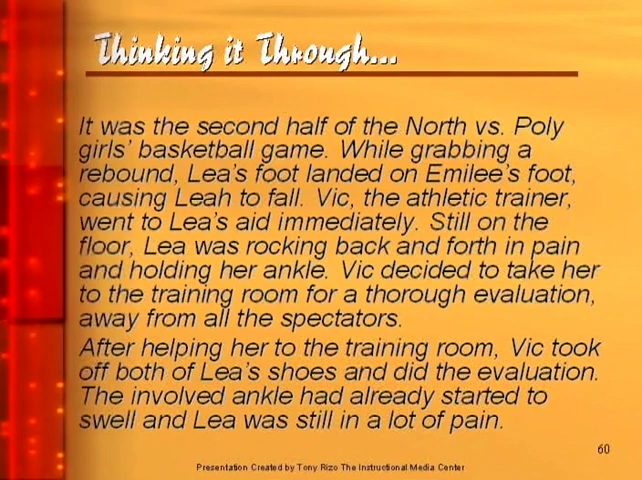 Thinking it Through...
It was the second half of the North vs. Poly
girls' basketball game. While grabbing a
rebound, Lea's foot landed on Emilee's foot,
causing Leah to fall. Vic, the athletic trainer,
went to Lea's aid immediately. Still on the
floor, Lea was rocking back and forth in pain
and holding her ankle. Vic decided to take her
to the training room for a thorough evaluation,
away from all the spectators.
After helping her to the training room, Vic took
off both of Lea's shoes and did the evaluation.
The involved ankle had already started to
swell and Lea was still in a lot of pain.
60
Presentation Created by Tony Rizo The Instructional Media Center